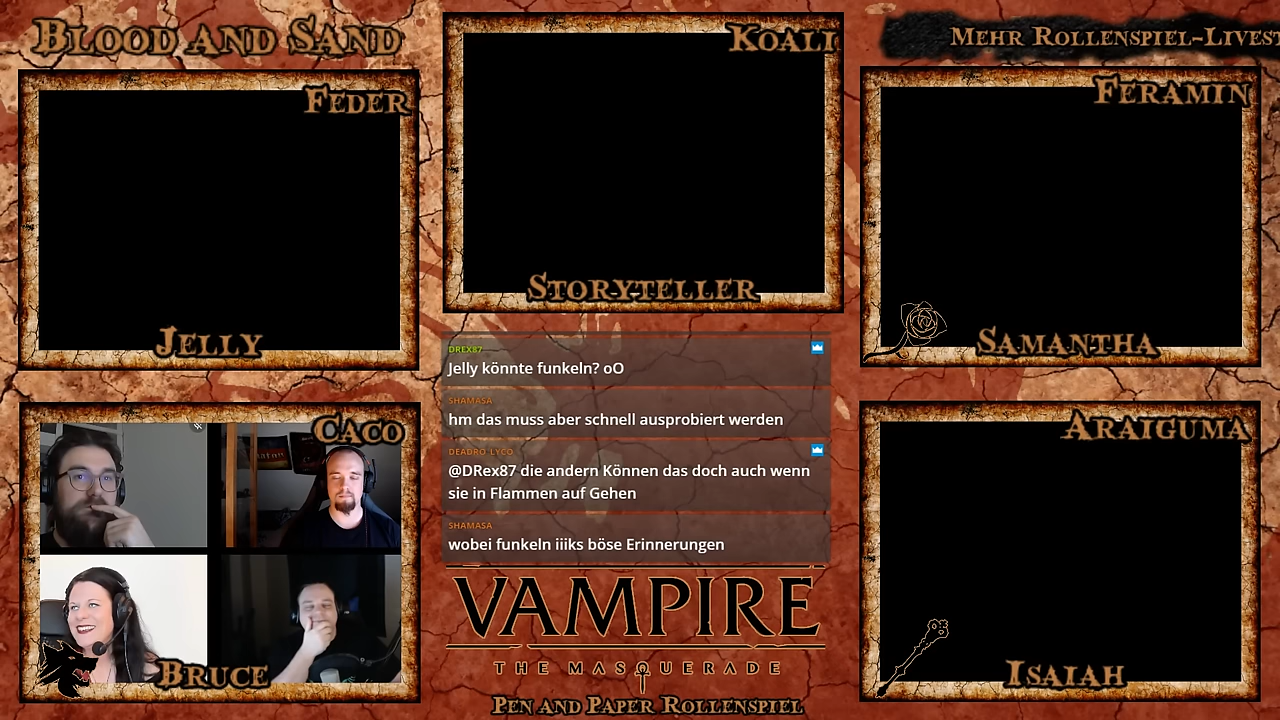 Blood and Sand
Koali
Mehr Rollenspiel-Livest
Feder
Feramin
Storyteller
Jelly
Samantha
DREX87
Jelly könnte funkeln? oO
SHAMASA
hm das muss aber schnell ausprobiert werden
DEADRO_LYCO
@DRex87 die andern Können das doch auch wenn
sie in Flammen auf Gehen
SHAMASA
wobei funkeln iiiks böse Erinnerungen
Caco
Araiguma
Bruce
Isaiah
VAMPIRE
THE MASQUERADE
Pen and Paper Rollenspiel